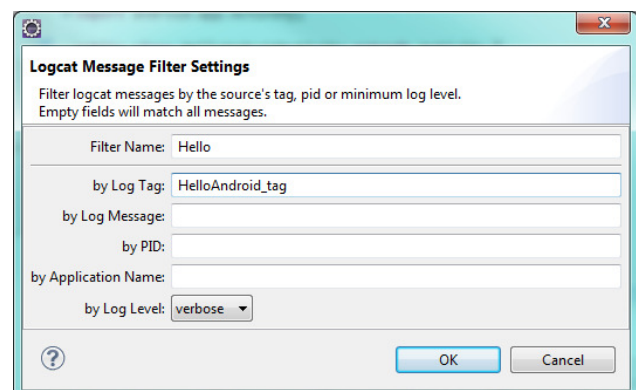 Logcat Message Filter Settings
Filter logcat messages by the source's tag, pid or minimum log level.
Empty fields will match all messages.
Filter Name: Hello
by Log Tag: HelloAndroid_tag
by Log Message:
by PID:
by Application Name:
by Log Level: verbose
? OK Cancel